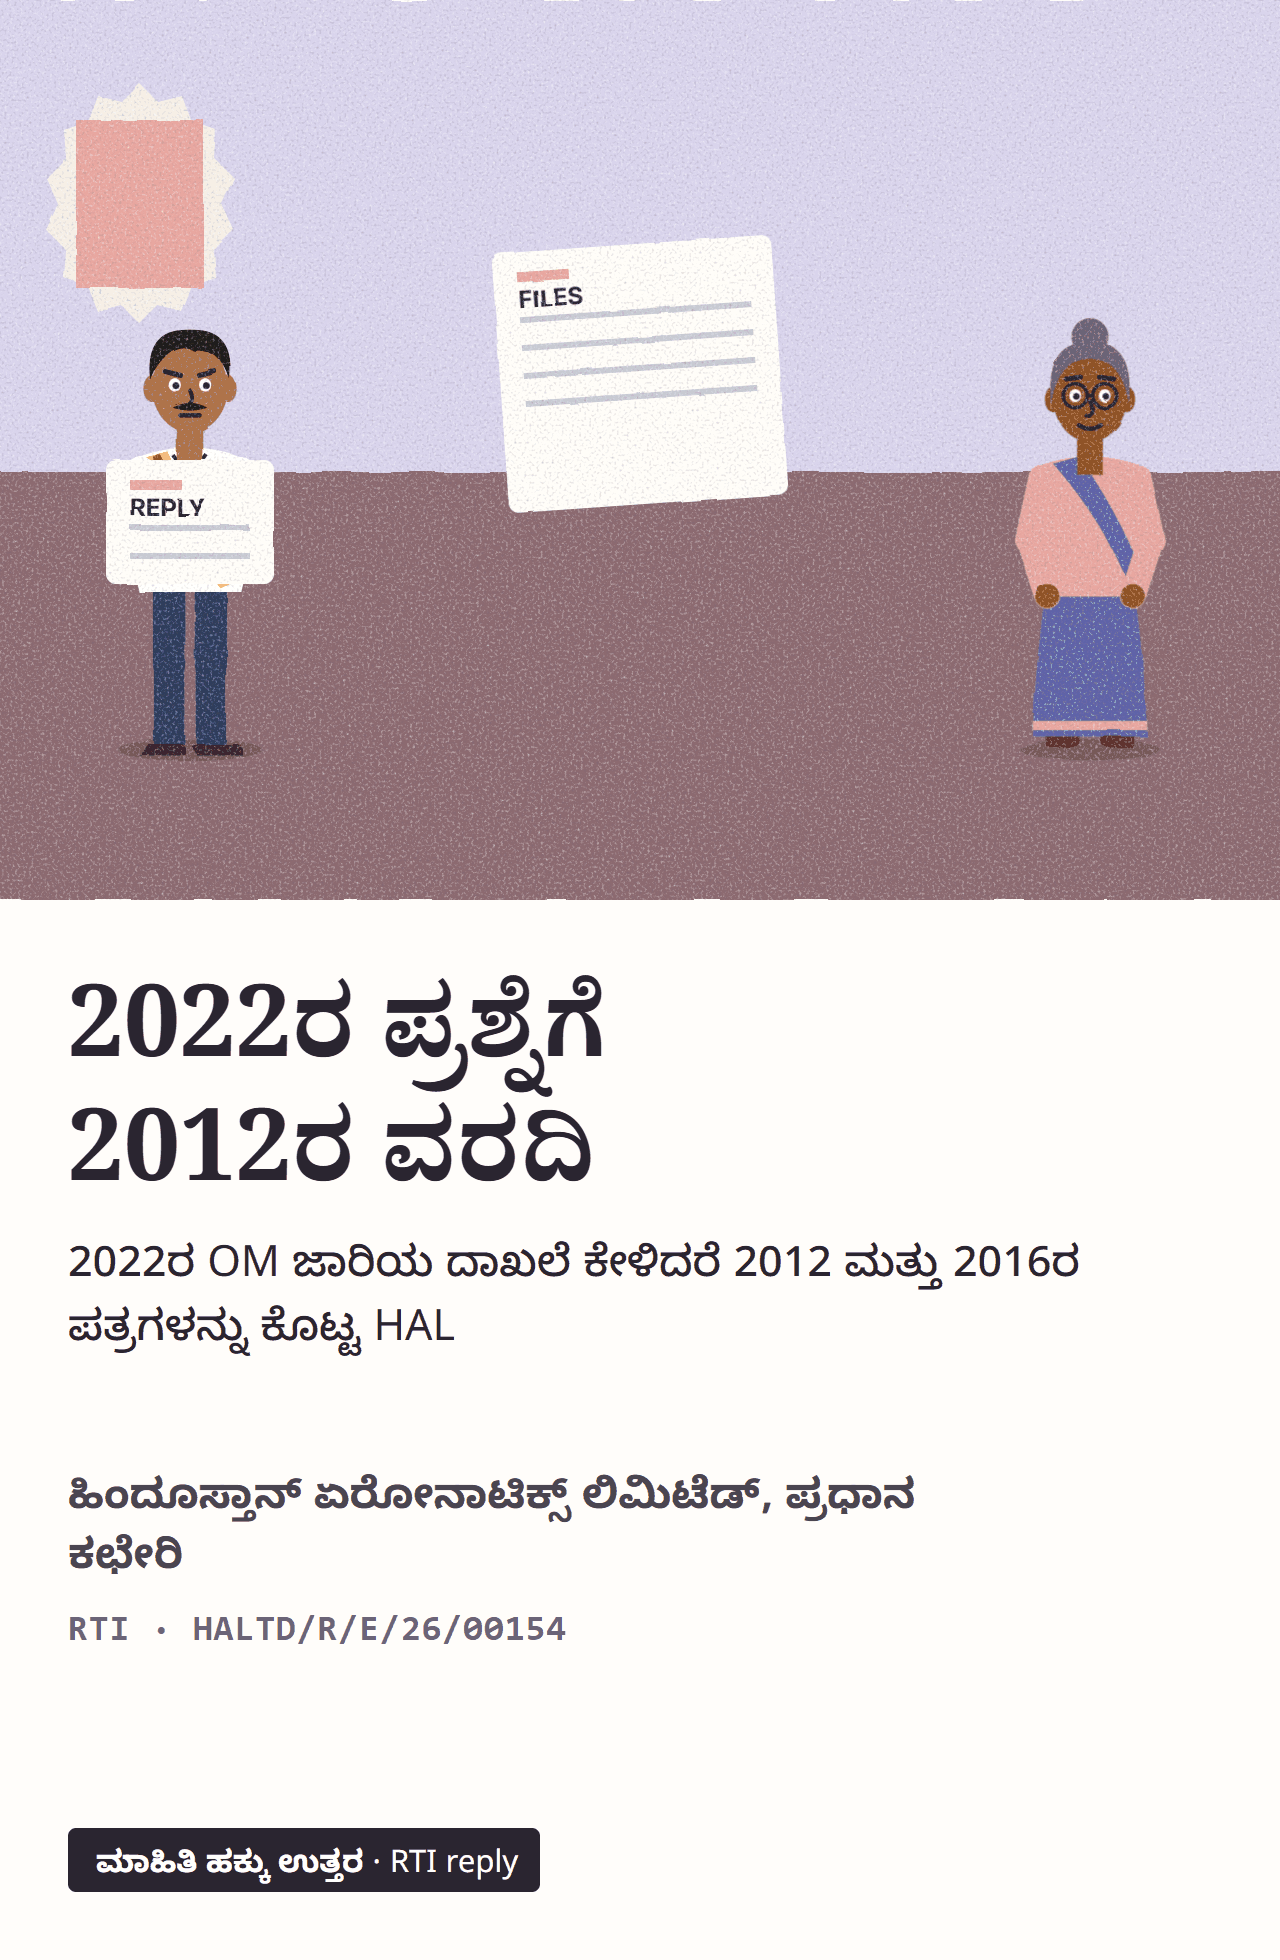 FILES
REPLY
2022ರ ಪ್ರಶ್ನೆಗೆ
2012ರ ವರದಿ
2022ರ OM ಜಾರಿಯ ದಾಖಲೆ ಕೇಳಿದರೆ 2012 ಮತ್ತು 2016ರ
ಪತ್ರಗಳನ್ನು ಕೊಟ್ಟ HAL
ಹಿಂದೂಸ್ತಾನ್ ಏರೋನಾಟಿಕ್ಸ್ ಲಿಮಿಟೆಡ್, ಪ್ರಧಾನ
ಕಛೇರಿ
RTI · HALTD/R/E/26/00154
ಮಾಹಿತಿ ಹಕ್ಕು ಉತ್ತರ · RTI reply